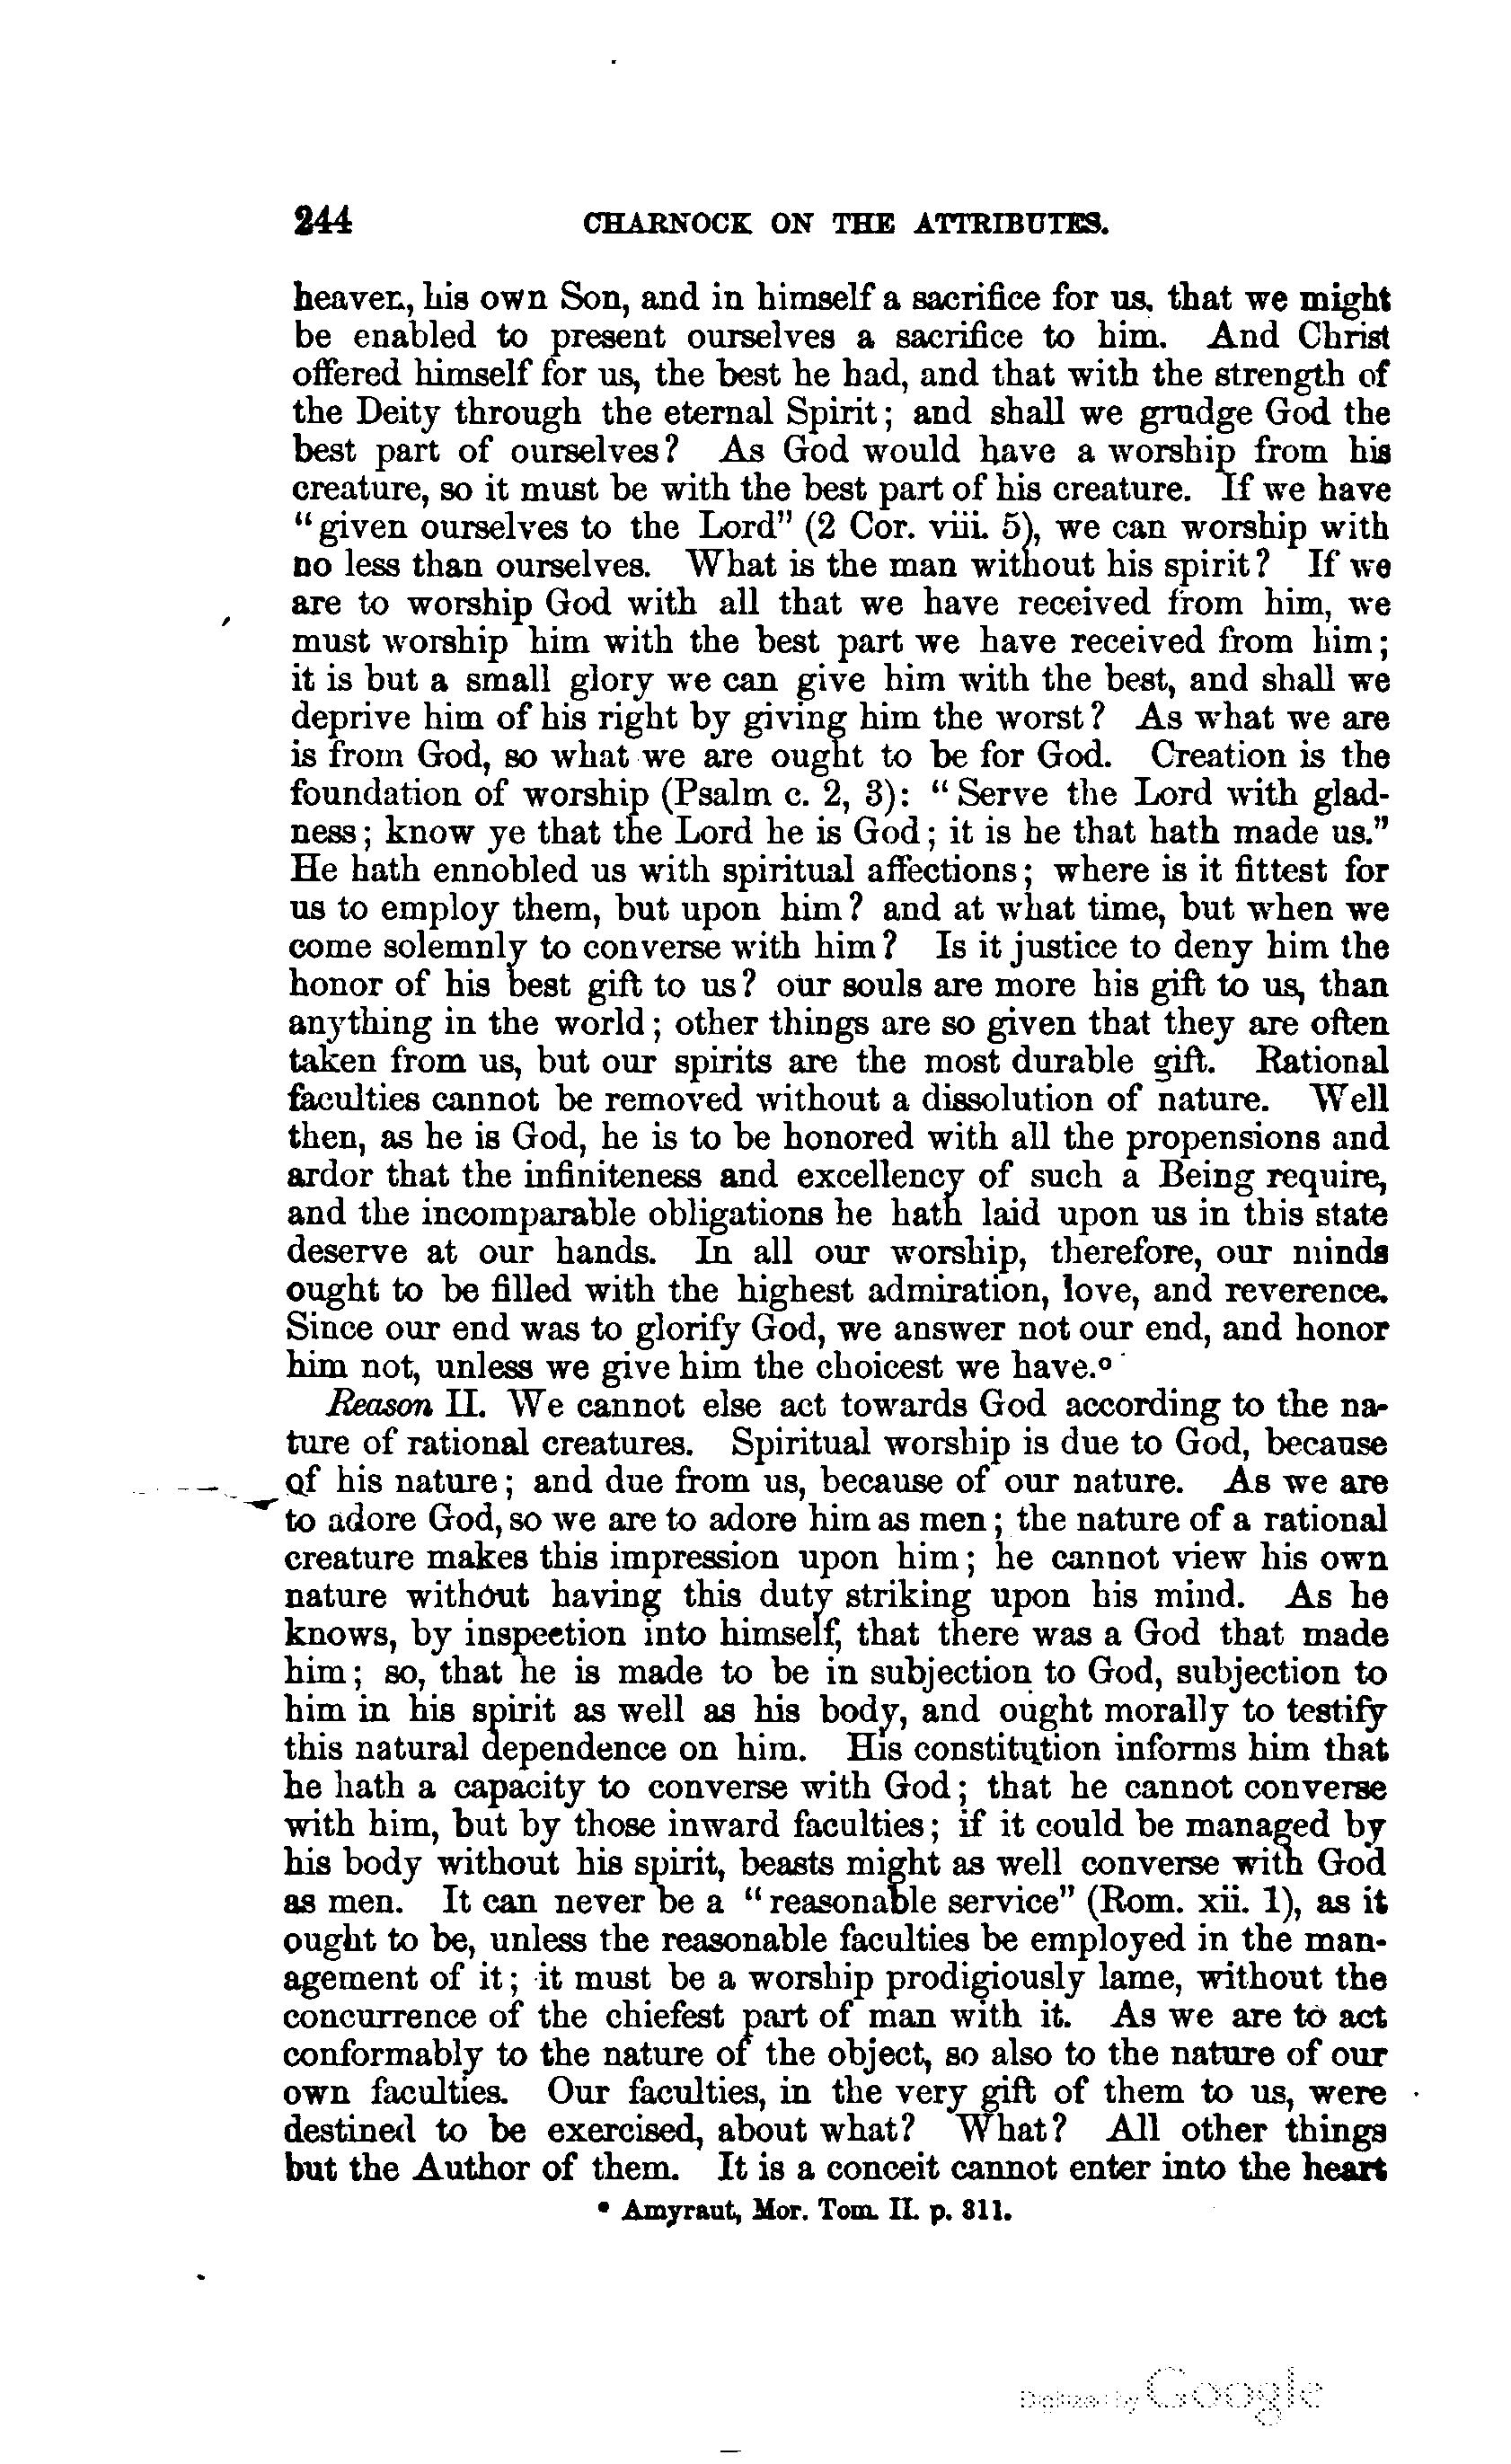 244 CHARNOCK ON THE ATTRIBUTES.
heaven, his own Son, and in himself a sacrifice for us, that we might
be enabled to present ourselves a sacrifice to him. And Christ
offered himself for us, the best he had, and that with the strength of
the Deity through the eternal Spirit; and shall we grudge God the
best part of ourselves? As God would have a worship from his
creature, so it must be with the best part of his creature. If we have
"given ourselves to the Lord" (2 Cor. viii. 5), we can worship with
no less than ourselves. What is the man without his spirit? If we
are to worship God with all that we have received from him, we
must worship him with the best part we have received from him;
it is but a small glory we can give him with the best, and shall we
deprive him of his right by giving him the worst? As what we are
is from God, so what we are ought to be for God. Creation is the
foundation of worship (Psalm c. 2, 3): "Serve the Lord with glad-
ness; know ye that the Lord he is God; it is he that hath made us."
He hath ennobled us with spiritual affections; where is it fittest for
us to employ them, but upon him? and at what time, but when we
come solemnly to converse with him? Is it justice to deny him the
honor of his best gift to us? our souls are more his gift to us, than
anything in the world; other things are so given that they are often
taken from us, but our spirits are the most durable gift. Rational
faculties cannot be removed without a dissolution of nature. Well
then, as he is God, he is to be honored with all the propensions and
ardor that the infiniteness and excellency of such a Being require,
and the incomparable obligations he hath laid upon us in this state
deserve at our hands. In all our worship, therefore, our minds
ought to be filled with the highest admiration, love, and reverence.
Since our end was to glorify God, we answer not our end, and honor
him not, unless we give him the choicest we have.º
Reason II. We cannot else act towards God according to the na-
ture of rational creatures. Spiritual worship is due to God, because
of his nature; and due from us, because of our nature. As we are
to adore God, so we are to adore him as men; the nature of a rational
creature makes this impression upon him; he cannot view his own
nature without having this duty striking upon his mind. As he
knows, by inspection into himself, that there was a God that made
him; so, that he is made to be in subjection to God, subjection to
him in his spirit as well as his body, and ought morally to testify
this natural dependence on him. His constitution informs him that
he hath a capacity to converse with God; that he cannot converse
with him, but by those inward faculties; if it could be managed by
his body without his spirit, beasts might as well converse with God
as men. It can never be a "reasonable service" (Rom. xii. 1), as it
ought to be, unless the reasonable faculties be employed in the man-
agement of it; it must be a worship prodigiously lame, without the
concurrence of the chiefest part of man with it. As we are to act
conformably to the nature of the object, so also to the nature of our
own faculties. Our faculties, in the very gift of them to us, were
destined to be exercised, about what? What? All other things
but the Author of them. It is a conceit cannot enter into the heart
º Amyraut, Mor. Tom. II. p. 311.
Digitized by Google